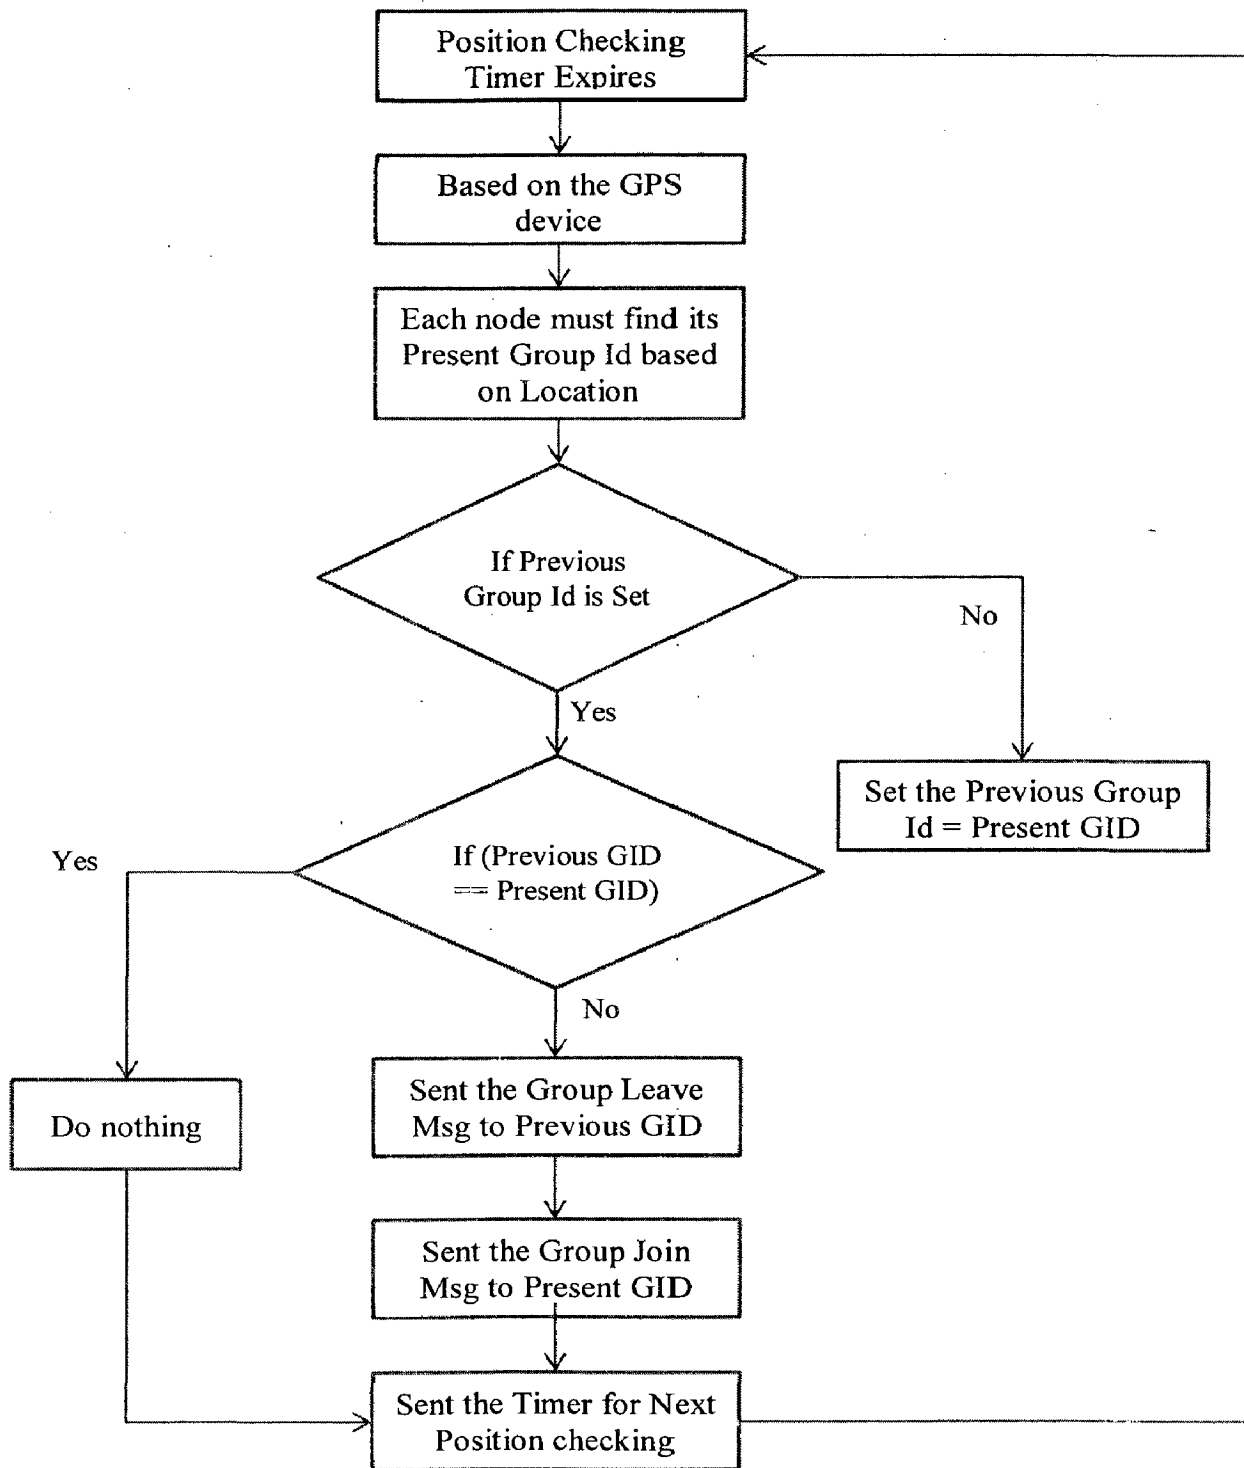 Position Checking
Timer Expires
Based on the GPS
device
Each node must find its
Present Group Id based
on Location
If Previous
Group Id is Set
No
Yes
Set the Previous Group
Id = Present GID
If (Previous GID
== Present GID)
Yes
No
Do nothing
Sent the Group Leave
Msg to Previous GID
Sent the Group Join
Msg to Present GID
Sent the Timer for Next
Position checking